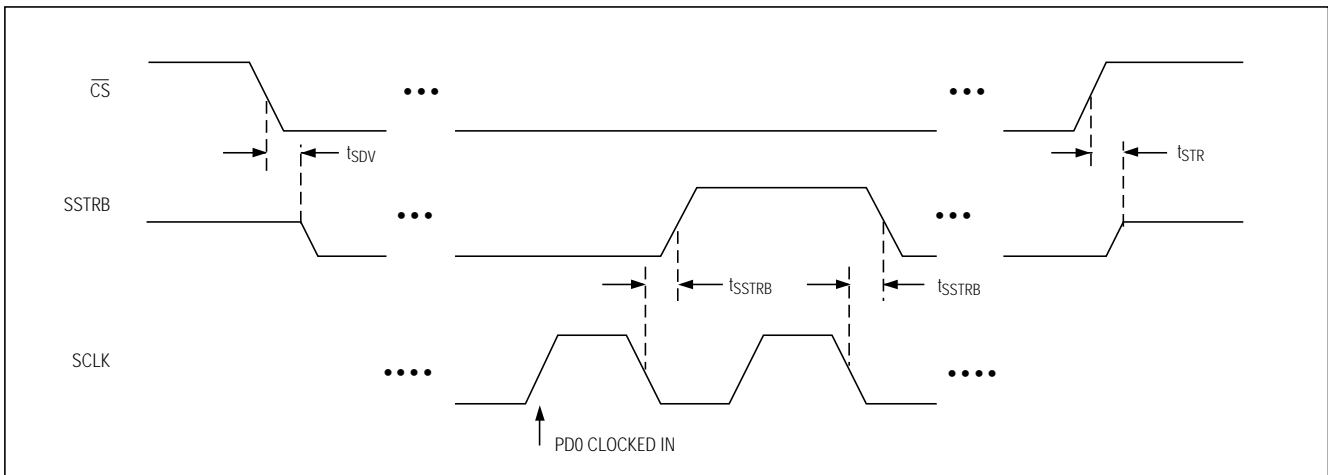 CS
tSDV
tSTR
SSTRB
tSSTRB
tSSTRB
SCLK
PD0 CLOCKED IN